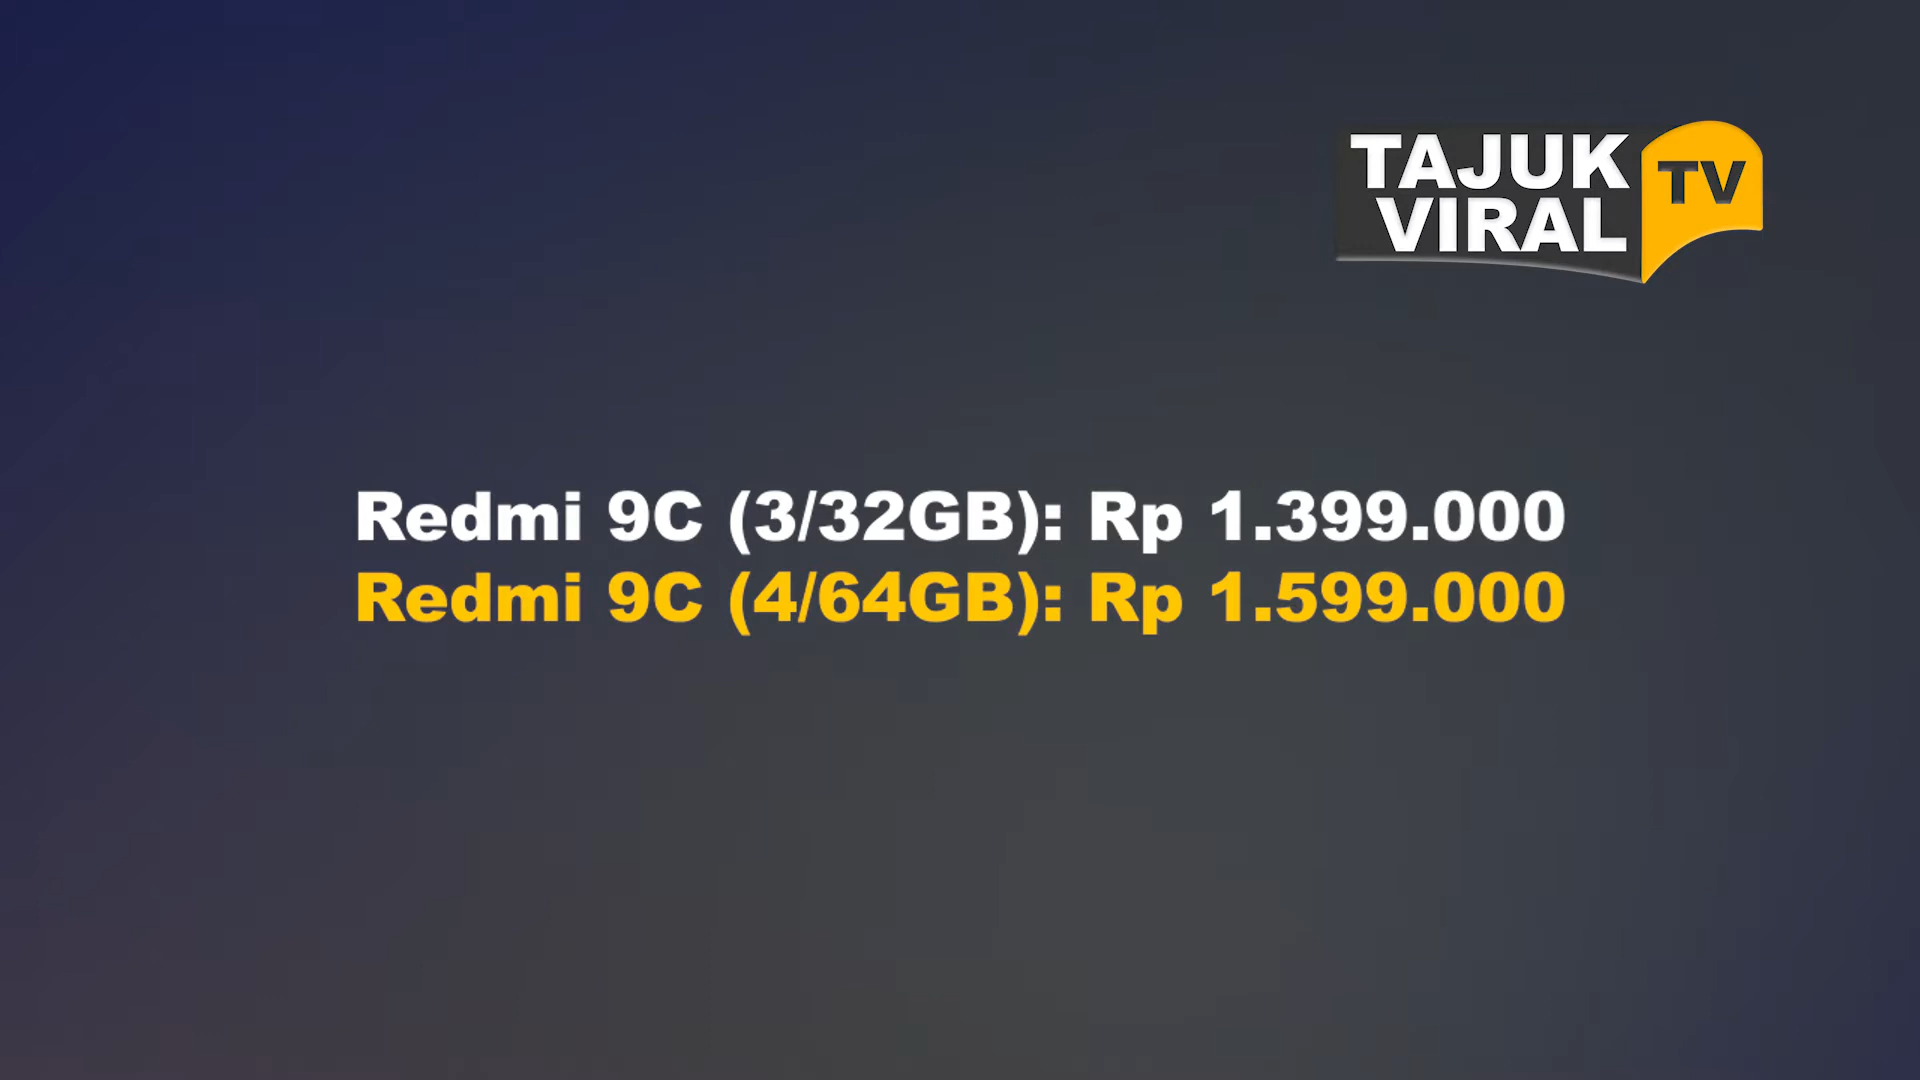 TAJUK
VIRAL
TV
Redmi 9C (3/32GB): Rp 1.399.000
Redmi 9C (4/64GB): Rp 1.599.000